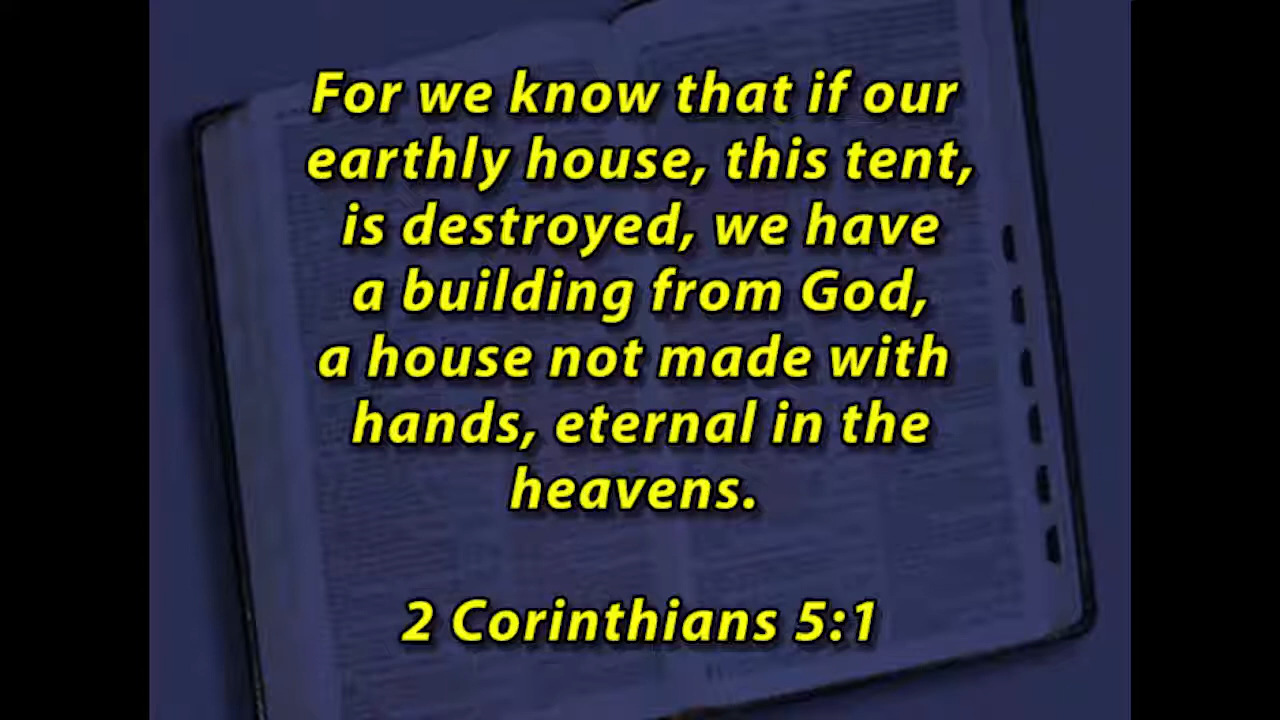 For we know that if our
earthly house, this tent,
is destroyed, we have
a building from God,
a house not made with
hands, eternal in the
heavens.
2 Corinthians 5:1